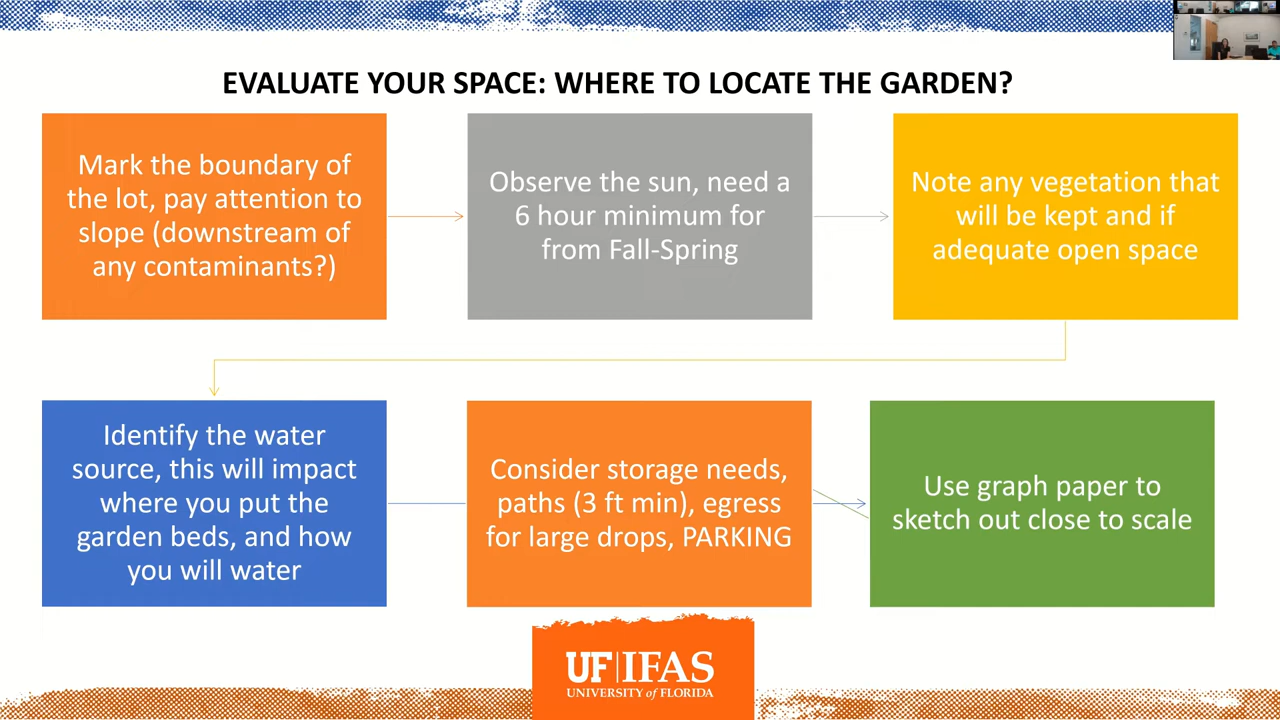 EVALUATE YOUR SPACE: WHERE TO LOCATE THE GARDEN?
Mark the boundary of
the lot, pay attention to
slope (downstream of
any contaminants?)
Observe the sun, need a
6 hour minimum for
from Fall-Spring
Note any vegetation that
will be kept and if
adequate open space
Identify the water
source, this will impact
where you put the
garden beds, and how
you will water
Consider storage needs,
paths (3 ft min), egress
for large drops, PARKING
Use graph paper to
sketch out close to scale
UF|IFAS
UNIVERSITY of FLORIDA